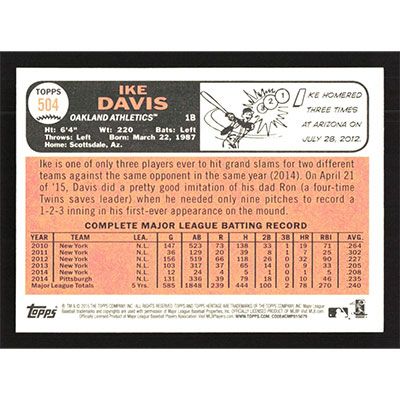 TOPPS
504
IKE
DAVIS
OAKLAND ATHLETICS™ 1B
Ht: 6'4" Wt: 220 Bats: Left
Throws: Left Born: March 22, 1987
Home: Scottsdale, Az.
1 2 3
IKE HOMERED
THREE TIMES
AT ARIZONA ON
JULY 28, 2012.
Ike is one of only three players ever to hit grand slams for two different
teams against the same opponent in the same year (2014). On April 21
of '15, Davis did a pretty good imitation of his dad Ron (a four-time
Twins saves leader) when he needed only nine pitches to record a
1-2-3 inning in his first ever appearance on the mound.
COMPLETE MAJOR LEAGUE BATTING RECORD
YEAR TEAM LEA. G AB R H 2B 3B HR RBI AVG.
2010 New York N.L. 147 523 73 138 33 1 19 71 .264
2011 New York N.L. 36 129 20 39 8 1 7 25 .302
2012 New York N.L. 156 519 66 118 26 0 32 90 .227
2013 New York N.L. 103 317 37 65 14 0 9 33 .205
2014 New York N.L. 12 24 4 5 1 0 1 5 .208
2014 Pittsburgh N.L. 131 336 39 79 18 0 10 46 .235
Major League Totals 5 Yrs. 585 1848 239 444 100 2 78 270 .240
Topps